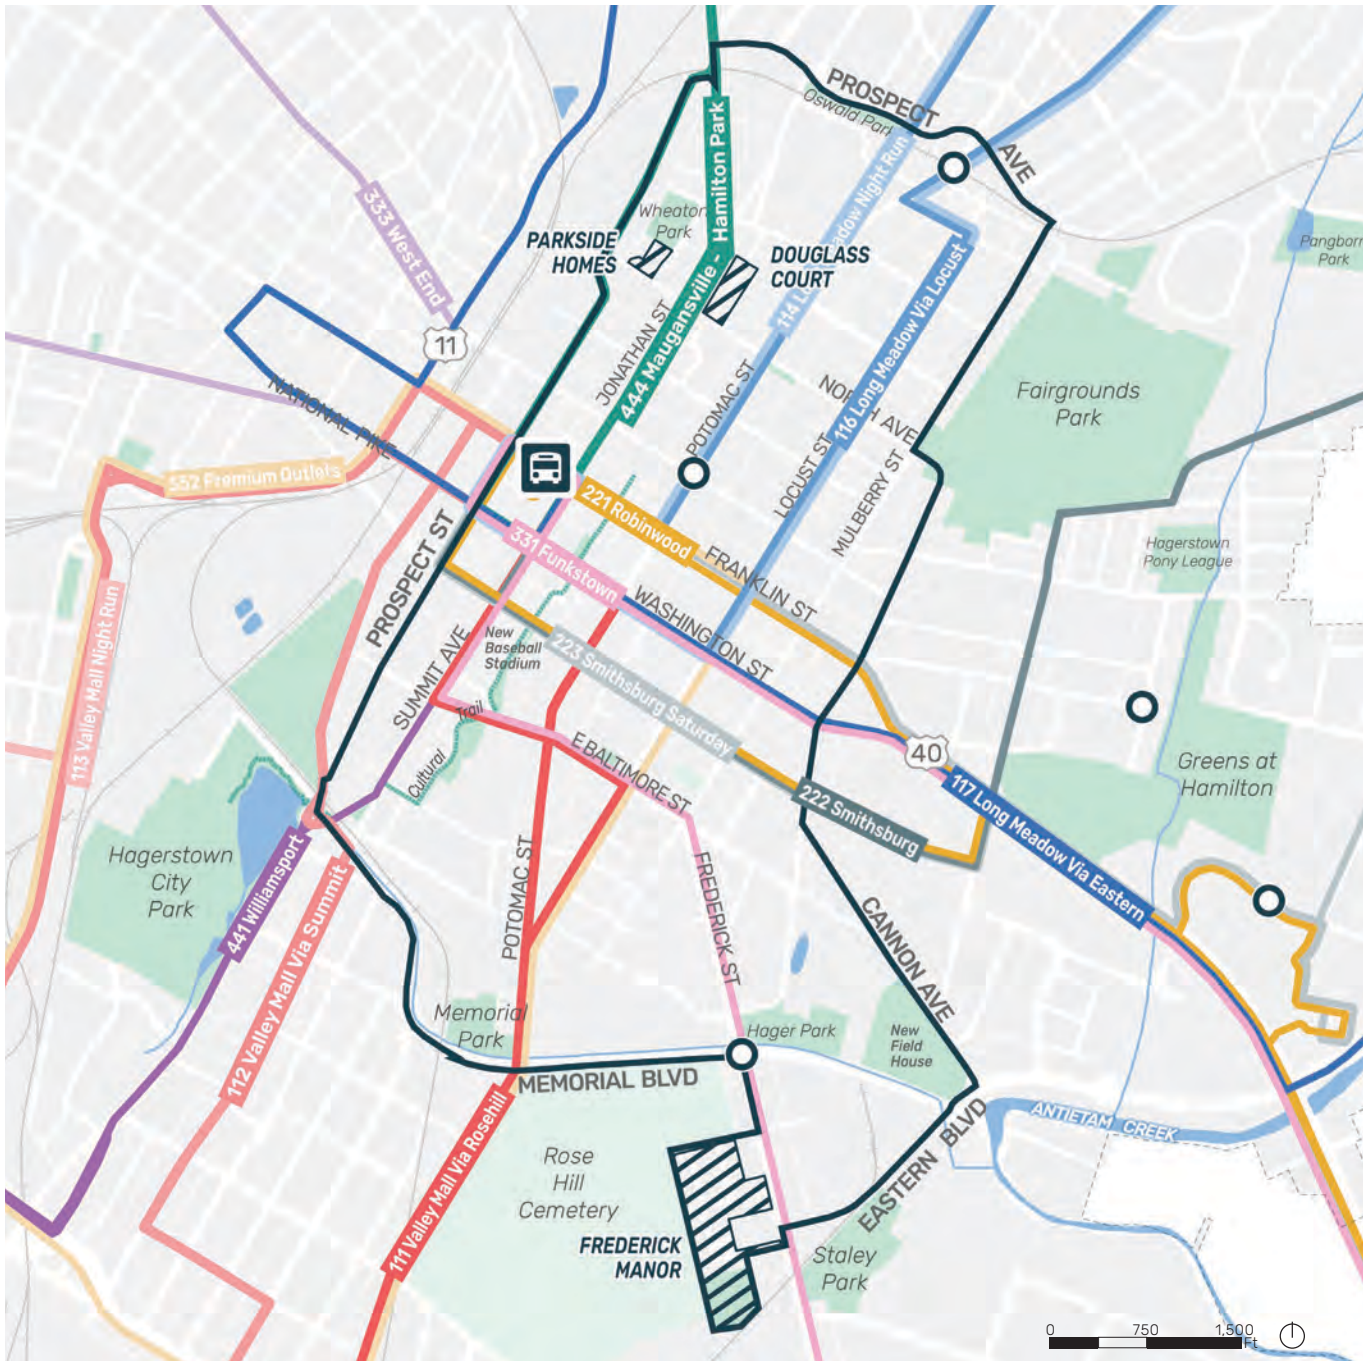 PROSPECT
AVE
Oswald Park
333 West End
11
Wheaton
Park
PARKSIDE
HOMES
444 Maugansville - Hamilton Park
DOUGLASS
COURT
Pangborn
Park
JONATHAN ST
116 Long Meadow Via Locust
POTOMAC ST
NORTH AVE
Fairgrounds
Park
NATIONAL PIKE
LOCUST ST
MULBERRY ST
552 Premium Outlets
221 Robinwood
331 Funkstown
FRANKLIN ST
Hagerstown
Pony League
PROSPECT ST
WASHINGTON ST
113 Valley Mall Night Run
SUMMIT AVE
New
Baseball
Stadium
223 Smithsburg Saturday
Cultural
Trail
E BALTIMORE ST
40
Greens at
Hamilton
117 Long Meadow Via Eastern
222 Smithsburg
Hagerstown
City
Park
441 Williamsport
112 Valley Mall Via Summit
POTOMAC ST
FREDERICK ST
CANNON AVE
Memorial
Park
Hager Park
New
Field
House
MEMORIAL BLVD
ANTIETAM CREEK
EASTERN BLVD
111 Valley Mall Via Rosehill
Rose
Hill
Cemetery
FREDERICK
MANOR
Staley
Park
0 750 1,500
Ft